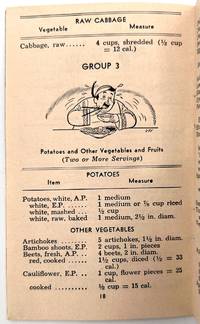 RAW CABBAGE
Vegetable Measure
Cabbage, raw...... 4 cups, shredded (½ cup
= 12 cal.)
GROUP 3
Potatoes and Other Vegetables and Fruits
(Two or More Servings)
POTATOES
Item Measure
Potatoes, white, A.P. 1 medium
white, E.P. ..... 1 medium or ⅝ cup riced
white, mashed ... ½ cup
white, raw, baked 1 medium, 2½ in. diam.
OTHER VEGETABLES
Artichokes ........ 5 artichokes, 1½ in. diam.
Bamboo shoots, E.P. 2 cups, 1 in. pieces
Beets, fresh, A.P. .. 4 beets, 2 in. diam.
red, cooked ..... 1½ cups, diced (½ = 33
cal.)
Cauliflower, E.P. .. 1 cup, flower pieces = 25
cal.
cooked .......... ½ cup = 15 cal.
18